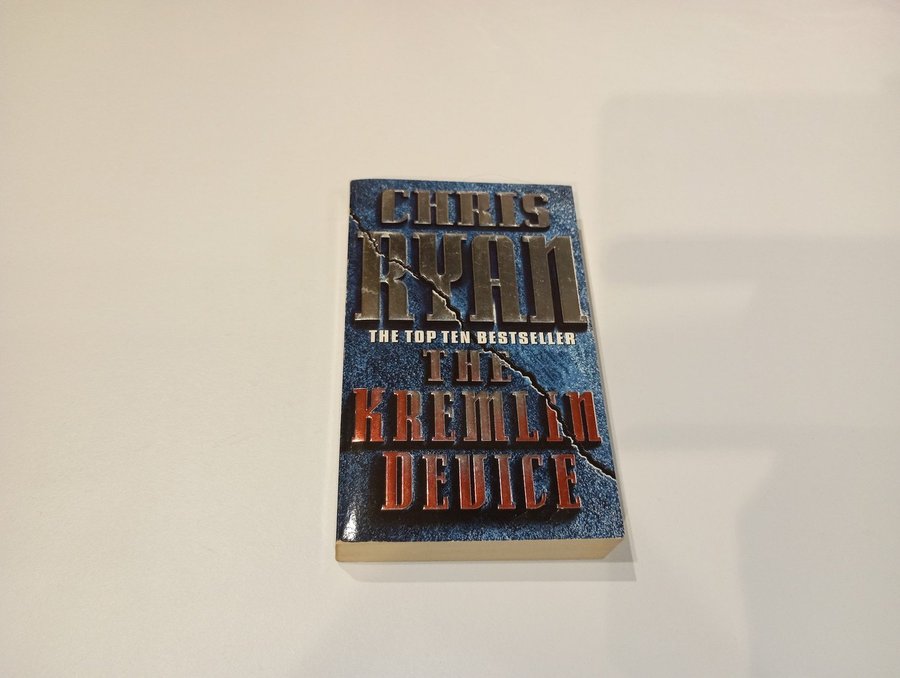 CHRIS
RYAN
THE TOP TEN BESTSELLER
THE
KREMLIN
DEVICE